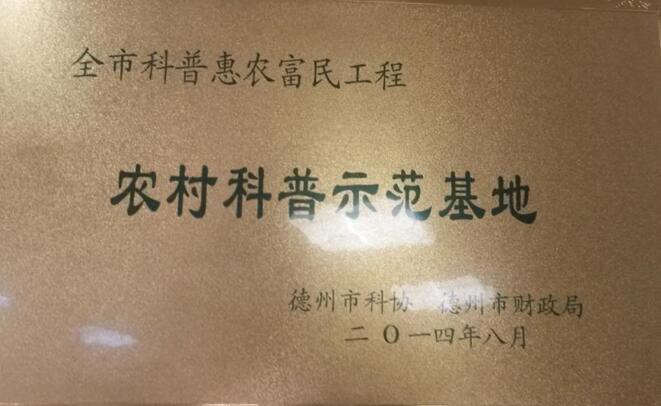 全市科普惠农富民工程
农村科普示范基地
德州市科协 德州市财政局
二〇一四年八月